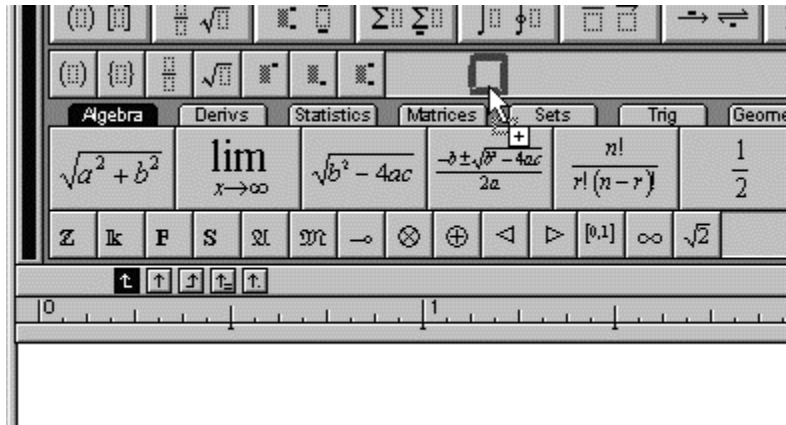 (▯) [▯] √▯ Σ▯ Σ▯ ∫▯ ∮▯ → ⇌
(▯) {▯} √▯
Algebra Derivs Statistics Matrices Sets Trig Geome
√a² + b² lim x→∞ √b² − 4ac −b±√b² − 4ac / 2a n! / r!(n − r)! 1/2
ℤ 𝕜 𝐅 𝐒 𝔄 𝔐 ⊸ ⊗ ⊕ ⊲ ⊳ [0,1] ∞ √2
0 1